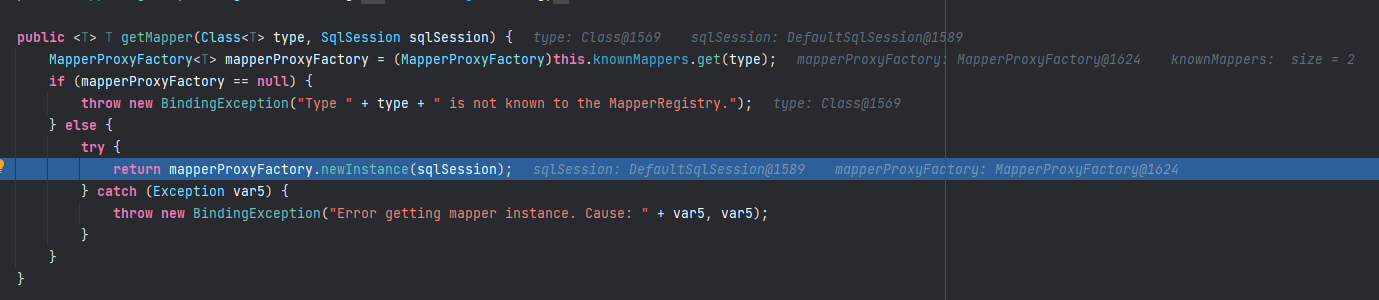 public <T> T getMapper(Class<T> type, SqlSession sqlSession) {   type: Class@1569    sqlSession: DefaultSqlSession@1589
    MapperProxyFactory<T> mapperProxyFactory = (MapperProxyFactory)this.knownMappers.get(type);   mapperProxyFactory: MapperProxyFactory@1624    knownMappers:  size = 2
    if (mapperProxyFactory == null) {
        throw new BindingException("Type " + type + " is not known to the MapperRegistry.");   type: Class@1569
    } else {
        try {
            return mapperProxyFactory.newInstance(sqlSession);   sqlSession: DefaultSqlSession@1589    mapperProxyFactory: MapperProxyFactory@1624
        } catch (Exception var5) {
            throw new BindingException("Error getting mapper instance. Cause: " + var5, var5);
        }
    }
}